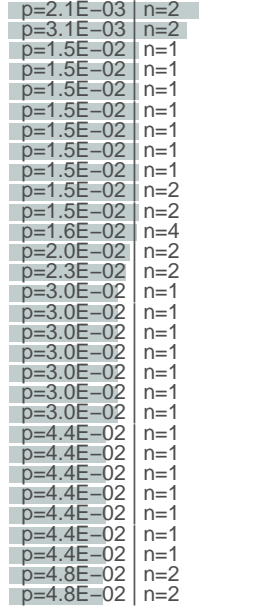 p=2.1E−03 | n=2
p=3.1E−03 | n=2
p=1.5E−02 | n=1
p=1.5E−02 | n=1
p=1.5E−02 | n=1
p=1.5E−02 | n=1
p=1.5E−02 | n=1
p=1.5E−02 | n=1
p=1.5E−02 | n=1
p=1.5E−02 | n=2
p=1.5E−02 | n=2
p=1.6E−02 | n=4
p=2.0E−02 | n=2
p=2.3E−02 | n=2
p=3.0E−02 | n=1
p=3.0E−02 | n=1
p=3.0E−02 | n=1
p=3.0E−02 | n=1
p=3.0E−02 | n=1
p=3.0E−02 | n=1
p=3.0E−02 | n=1
p=4.4E−02 | n=1
p=4.4E−02 | n=1
p=4.4E−02 | n=1
p=4.4E−02 | n=1
p=4.4E−02 | n=1
p=4.4E−02 | n=1
p=4.4E−02 | n=1
p=4.8E−02 | n=2
p=4.8E−02 | n=2